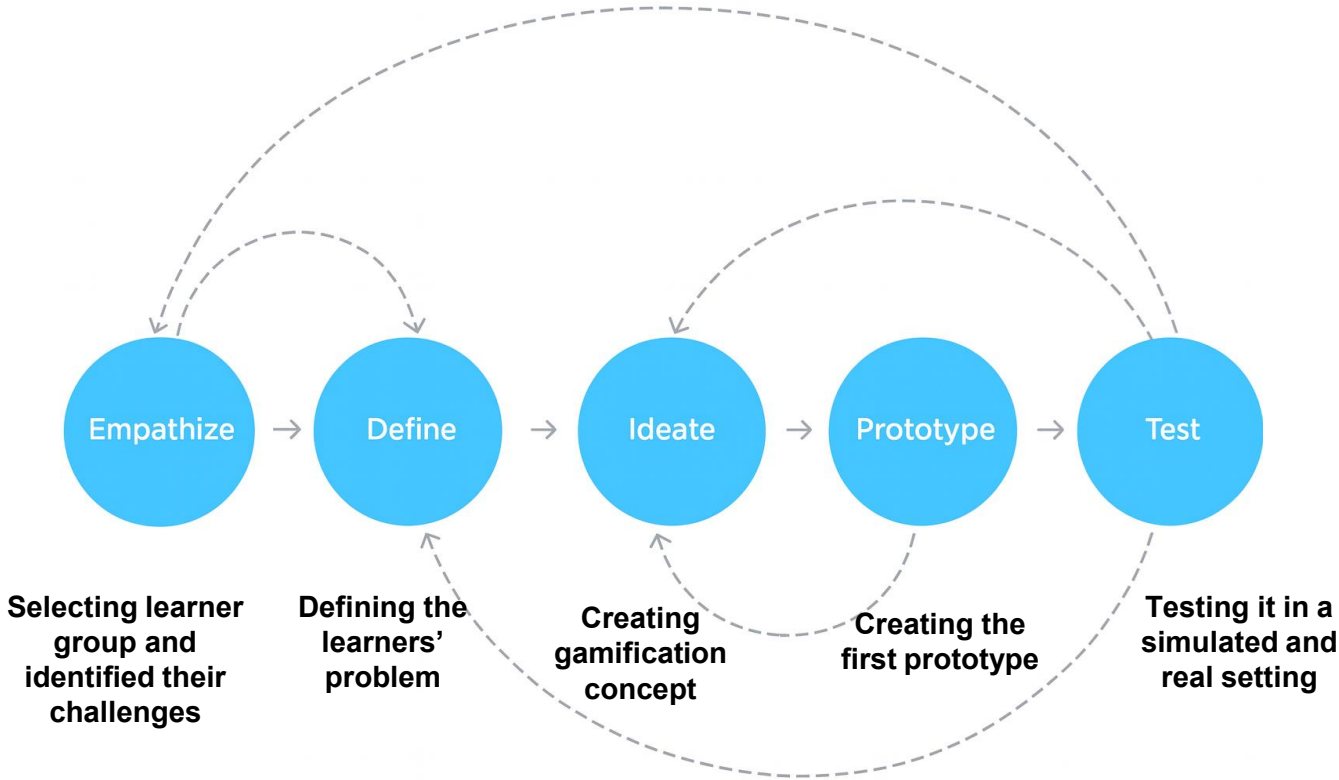 Empathize
Define
Ideate
Prototype
Test
Selecting learner
group and
identified their
challenges
Defining the
learners’
problem
Creating
gamification
concept
Creating the
first prototype
Testing it in a
simulated and
real setting